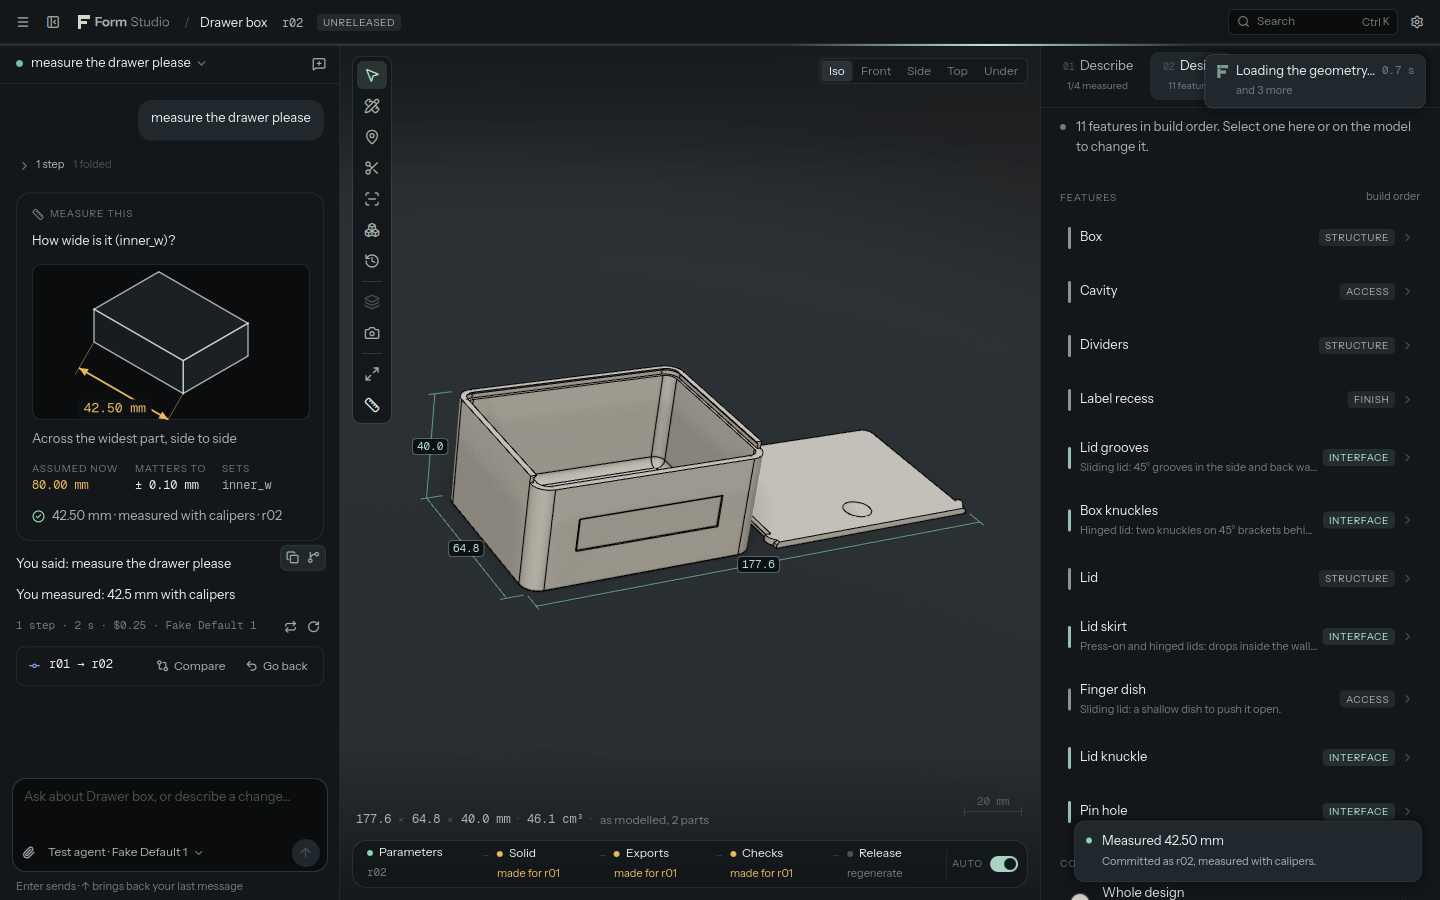 Form Studio / Drawer box r02 UNRELEASED
Search Ctrl K
measure the drawer please
measure the drawer please
1 step 1 folded
MEASURE THIS
How wide is it (inner_w)?
42.50 mm
Across the widest part, side to side
ASSUMED NOW MATTERS TO SETS
80.00 mm ± 0.10 mm inner_w
42.50 mm · measured with calipers · r02
You said: measure the drawer please
You measured: 42.5 mm with calipers
1 step · 2 s · $0.25 · Fake Default 1
r01 → r02 Compare Go back
Ask about Drawer box, or describe a change...
Test agent · Fake Default 1
Enter sends · ↑ brings back your last message
Iso Front Side Top Under
40.0
64.8
177.6
20 mm
177.6 × 64.8 × 40.0 mm · 46.1 cm³ · as modelled, 2 parts
Parameters Solid Exports Checks Release
r02 made for r01 made for r01 made for r01 regenerate
AUTO
01 Describe 02
1/4 measured
Loading the geometry... 0.7 s
and 3 more
11 features in build order. Select one here or on the model
to change it.
FEATURES build order
Box STRUCTURE
Cavity ACCESS
Dividers STRUCTURE
Label recess FINISH
Lid grooves INTERFACE
Sliding lid: 45° grooves in the side and back wa...
Box knuckles INTERFACE
Hinged lid: two knuckles on 45° brackets behi...
Lid STRUCTURE
Lid skirt INTERFACE
Press-on and hinged lids: drops inside the wall...
Finger dish ACCESS
Sliding lid: a shallow dish to push it open.
Lid knuckle INTERFACE
Pin hole INTERFACE
Measured 42.50 mm
Committed as r02, measured with calipers.
Whole design